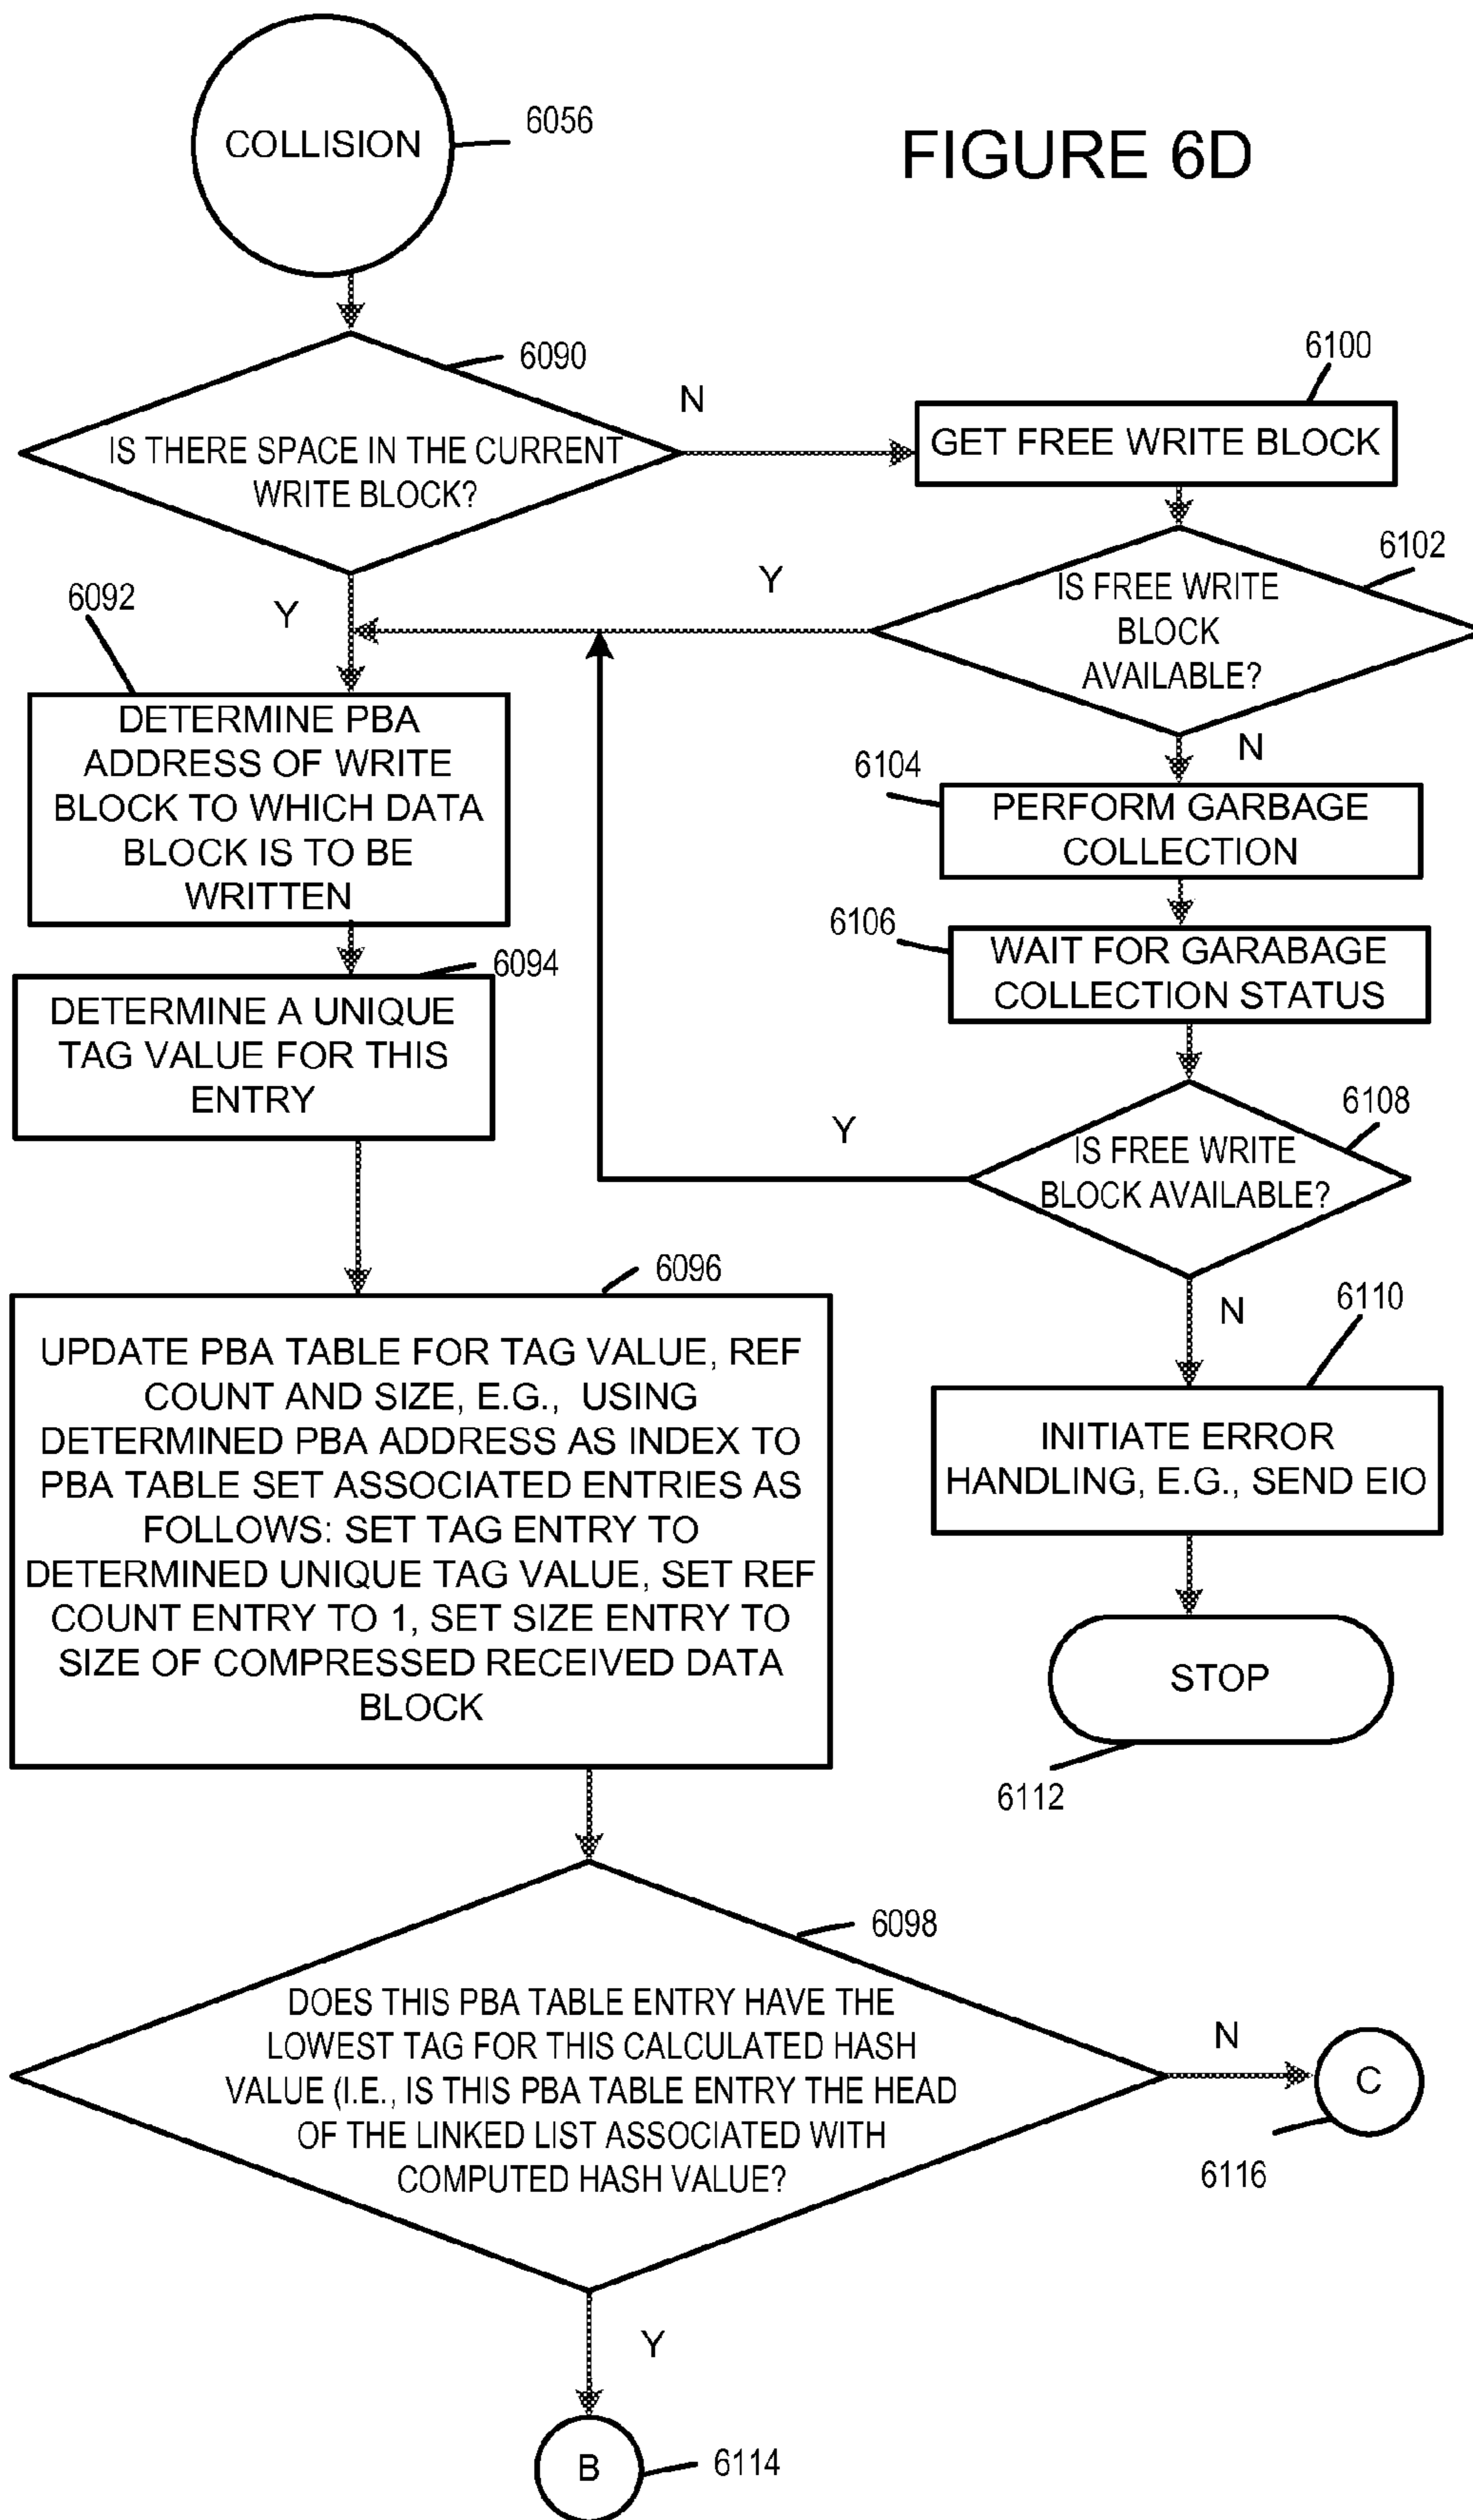 COLLISION
6056
FIGURE 6D
6090
IS THERE SPACE IN THE CURRENT
WRITE BLOCK?
N
Y
6100
GET FREE WRITE BLOCK
6102
IS FREE WRITE
BLOCK
AVAILABLE?
Y
N
6092
DETERMINE PBA
ADDRESS OF WRITE
BLOCK TO WHICH DATA
BLOCK IS TO BE
WRITTEN
6104
PERFORM GARBAGE
COLLECTION
6094
DETERMINE A UNIQUE
TAG VALUE FOR THIS
ENTRY
6106
WAIT FOR GARABAGE
COLLECTION STATUS
6108
IS FREE WRITE
BLOCK AVAILABLE?
Y
N
6096
UPDATE PBA TABLE FOR TAG VALUE, REF
COUNT AND SIZE, E.G., USING
DETERMINED PBA ADDRESS AS INDEX TO
PBA TABLE SET ASSOCIATED ENTRIES AS
FOLLOWS: SET TAG ENTRY TO
DETERMINED UNIQUE TAG VALUE, SET REF
COUNT ENTRY TO 1, SET SIZE ENTRY TO
SIZE OF COMPRESSED RECEIVED DATA
BLOCK
6110
INITIATE ERROR
HANDLING, E.G., SEND EIO
STOP
6112
6098
DOES THIS PBA TABLE ENTRY HAVE THE
LOWEST TAG FOR THIS CALCULATED HASH
VALUE (I.E., IS THIS PBA TABLE ENTRY THE HEAD
OF THE LINKED LIST ASSOCIATED WITH
COMPUTED HASH VALUE?
N
C
6116
Y
B
6114